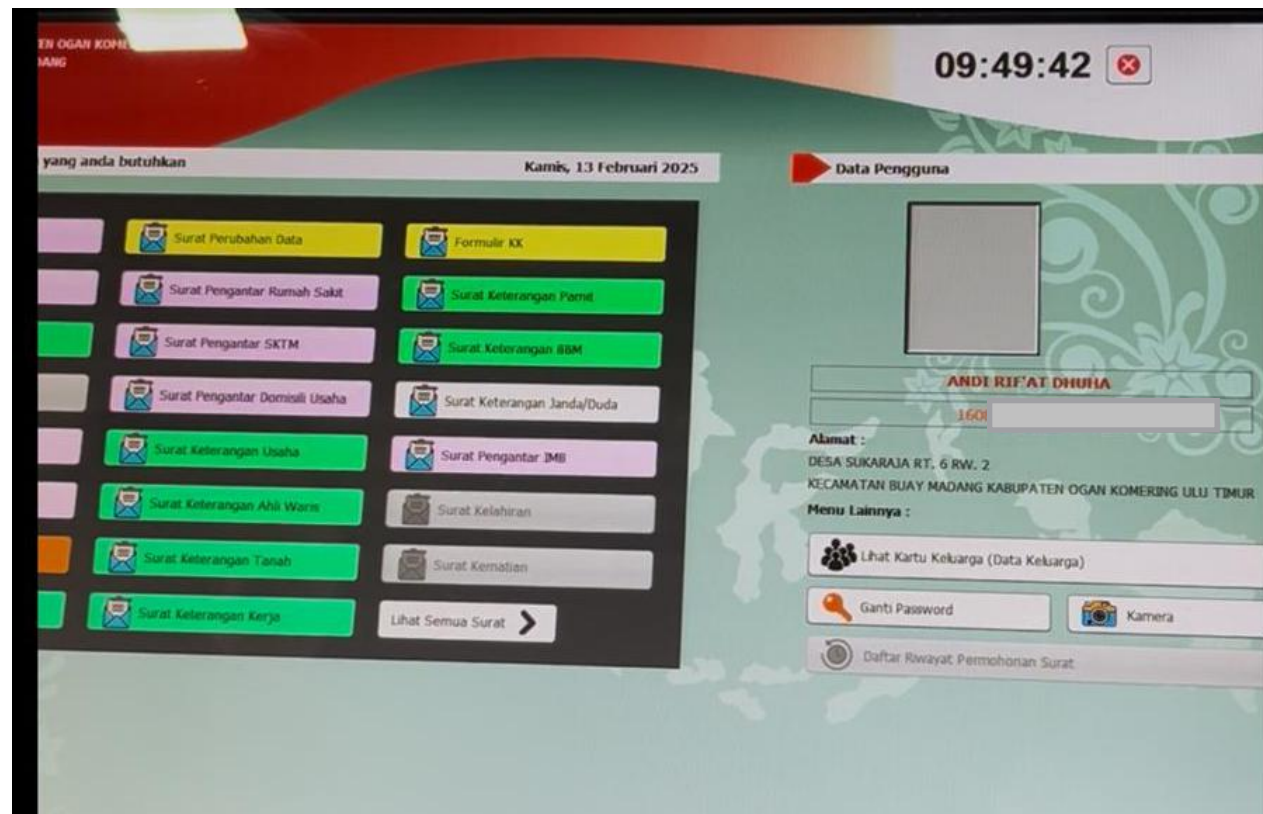 EN OGAN KOME
DANG
09:49:42
yang anda butuhkan
Kamis, 13 Februari 2025
Surat Perubahan Data
Formulir KK
Surat Pengantar Rumah Sakit
Surat Keterangan Pamit
Surat Pengantar SKTM
Surat Keterangan BBM
Surat Pengantar Domisili Usaha
Surat Keterangan Janda/Duda
Surat Keterangan Usaha
Surat Pengantar IMB
Surat Keterangan Ahli Waris
Surat Kelahiran
Surat Keterangan Tanah
Surat Kematian
Surat Keterangan Kerja
Lihat Semua Surat
Data Pengguna
ANDI RIF'AT DHUHA
160
Alamat :
DESA SUKARAJA RT. 6 RW. 2
KECAMATAN BUAY MADANG KABUPATEN OGAN KOMERING ULU TIMUR
Menu Lainnya :
Lihat Kartu Keluarga (Data Keluarga)
Ganti Password
Kamera
Daftar Riwayat Permohonan Surat